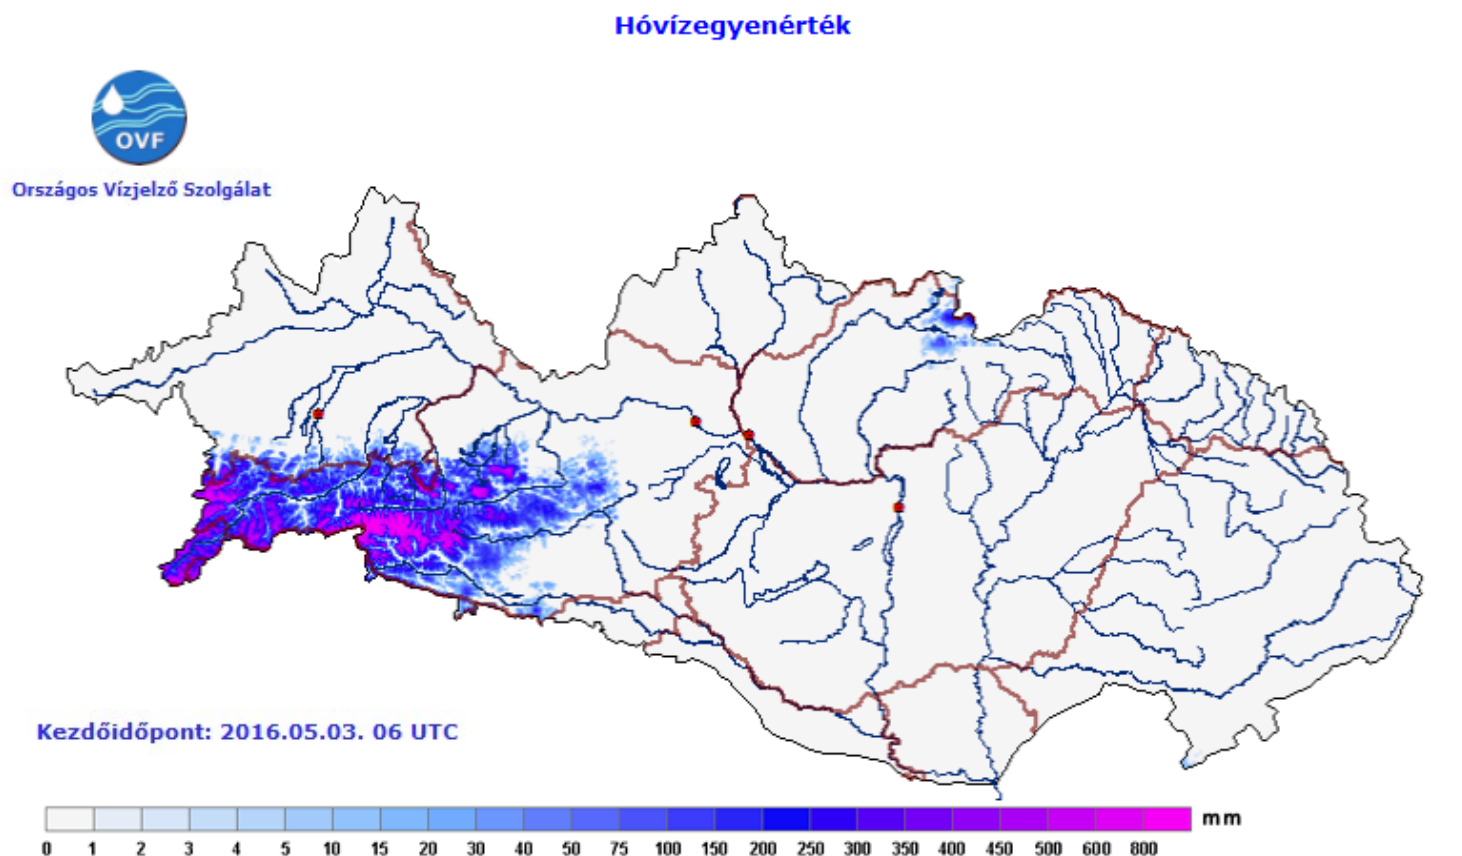 Hóvízegyenérték
OVF
Országos Vízjelző Szolgálat
Kezdőidőpont: 2016.05.03. 06 UTC
mm
0 1 2 3 4 5 10 15 20 30 40 50 75 100 150 200 250 300 350 400 450 500 600 800